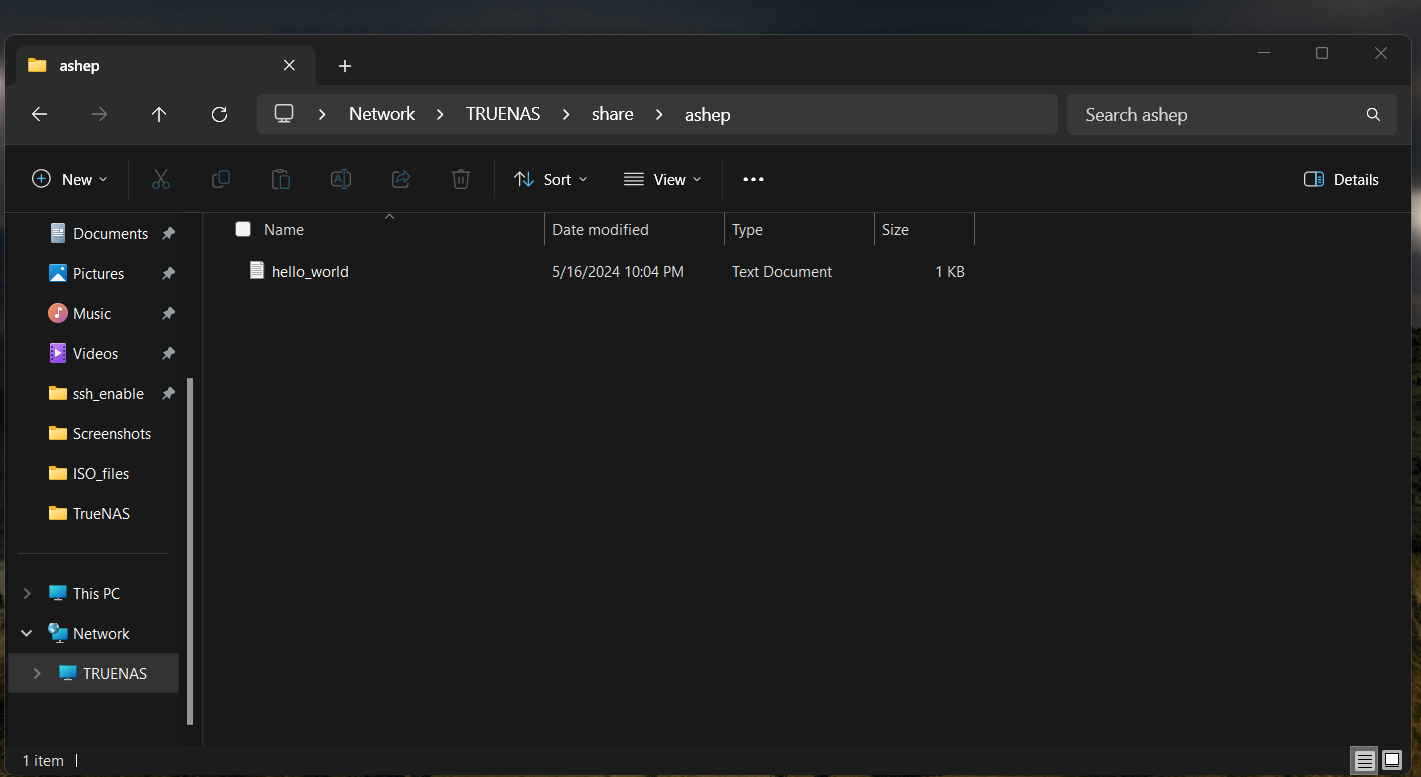 ashep
Network TRUENAS share ashep
Search ashep
New
Sort
View
Details
Documents
Pictures
Music
Videos
ssh_enable
Screenshots
ISO_files
TrueNAS
This PC
Network
TRUENAS
Name Date modified Type Size
hello_world 5/16/2024 10:04 PM Text Document 1 KB
1 item